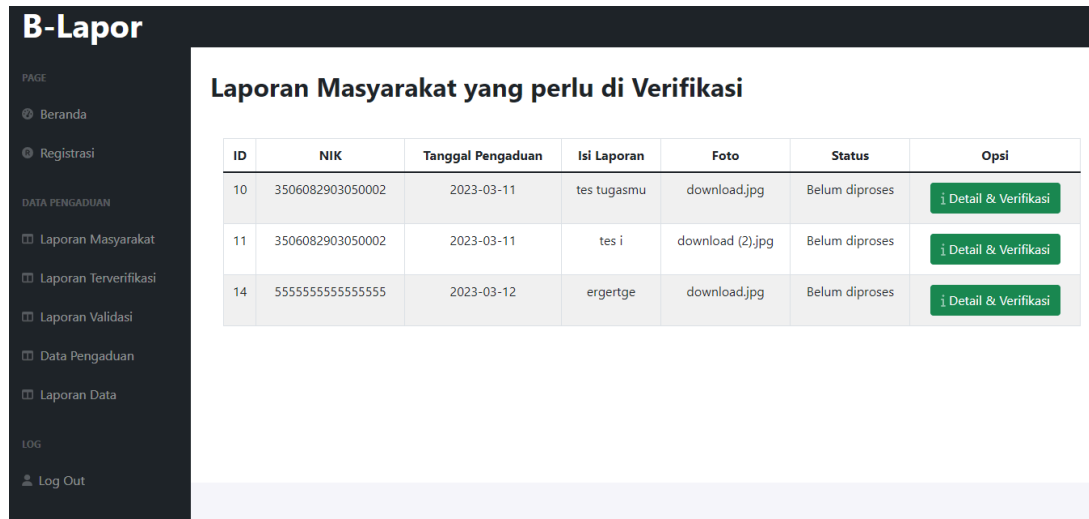 B-Lapor
PAGE
Beranda
Registrasi
DATA PENGADUAN
Laporan Masyarakat
Laporan Terverifikasi
Laporan Validasi
Data Pengaduan
Laporan Data
LOG
Log Out
Laporan Masyarakat yang perlu di Verifikasi
ID NIK Tanggal Pengaduan Isi Laporan Foto Status Opsi
10 3506082903050002 2023-03-11 tes tugasmu download.jpg Belum diproses Detail & Verifikasi
11 3506082903050002 2023-03-11 tes i download (2).jpg Belum diproses Detail & Verifikasi
14 5555555555555555 2023-03-12 ergertge download.jpg Belum diproses Detail & Verifikasi